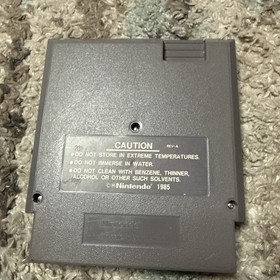 CAUTION REV-A
• DO NOT STORE IN EXTREME TEMPERATURES.
• DO NOT IMMERSE IN WATER.
• DO NOT CLEAN WITH BENZENE, THINNER,
ALCOHOL OR OTHER SUCH SOLVENTS.
Nintendo 1985